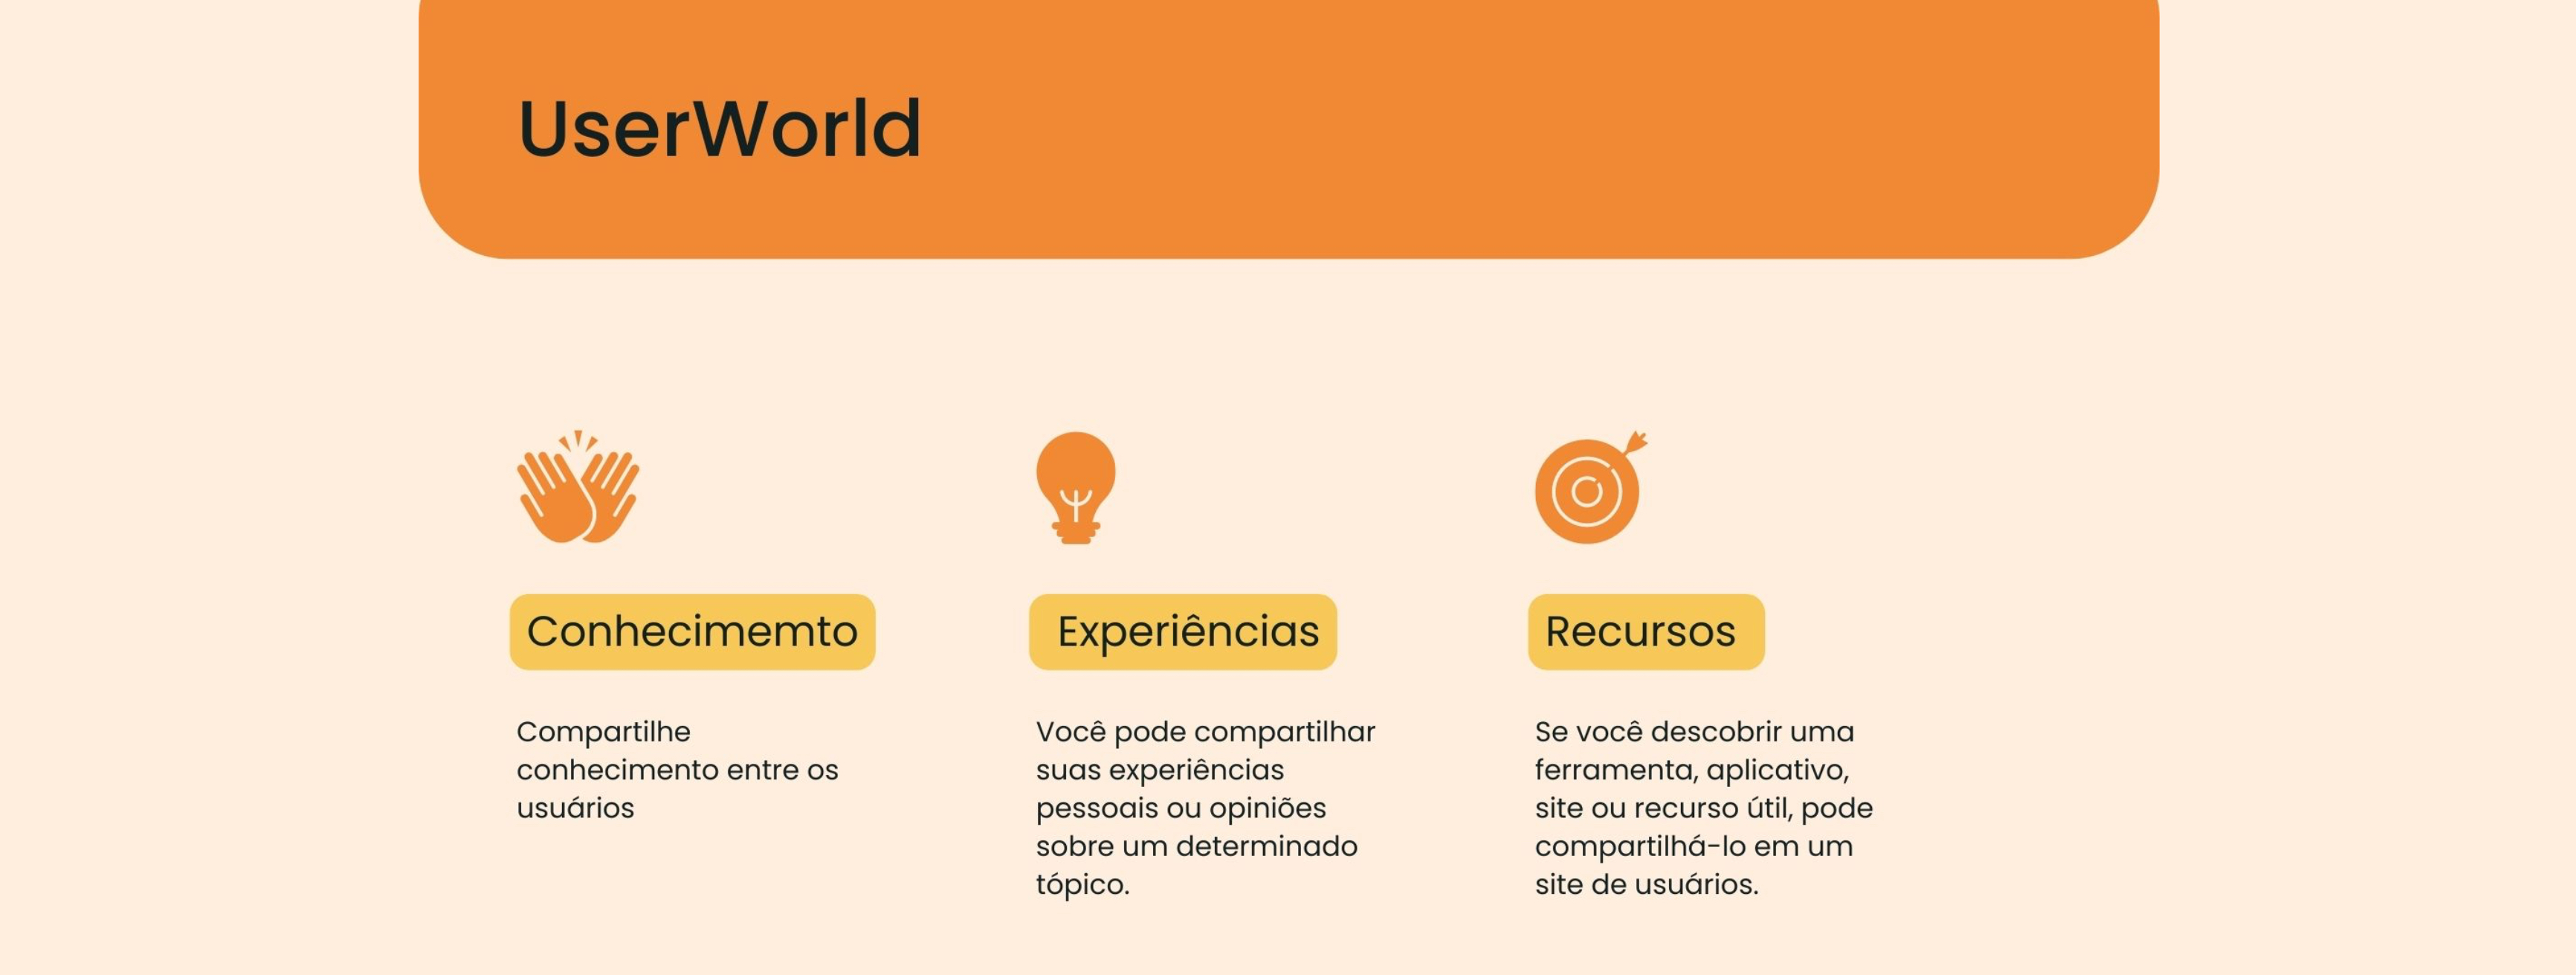 UserWorld
Conhecimemto
Compartilhe
conhecimento entre os
usuários
Experiências
Você pode compartilhar
suas experiências
pessoais ou opiniões
sobre um determinado
tópico.
Recursos
Se você descobrir uma
ferramenta, aplicativo,
site ou recurso útil, pode
compartilhá-lo em um
site de usuários.